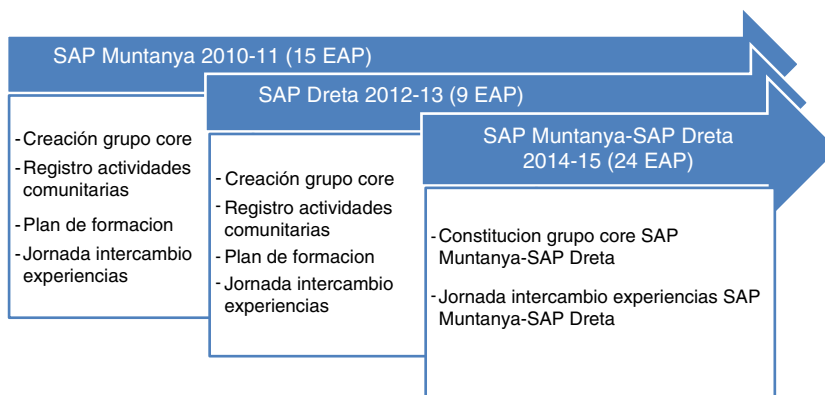 SAP Muntanya 2010-11 (15 EAP)
-Creación grupo core
-Registro actividades
comunitarias
-Plan de formacion
-Jornada intercambio
experiencias
SAP Dreta 2012-13 (9 EAP)
-Creación grupo core
-Registro actividades
comunitarias
-Plan de formacion
-Jornada intercambio
experiencias
SAP Muntanya-SAP Dreta
2014-15 (24 EAP)
-Constitucion grupo core SAP
Muntanya-SAP Dreta
-Jornada intercambio experiencias SAP
Muntanya-SAP Dreta